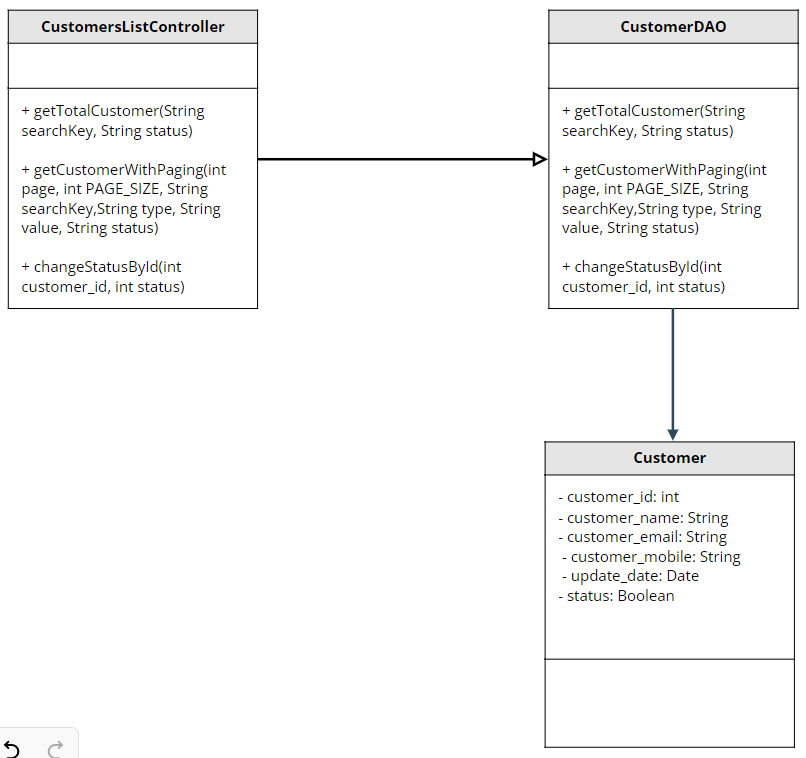 CustomersListController
+ getTotalCustomer(String
searchKey, String status)
+ getCustomerWithPaging(int
page, int PAGE_SIZE, String
searchKey,String type, String
value, String status)
+ changeStatusById(int
customer_id, int status)
CustomerDAO
+ getTotalCustomer(String
searchKey, String status)
+ getCustomerWithPaging(int
page, int PAGE_SIZE, String
searchKey,String type, String
value, String status)
+ changeStatusById(int
customer_id, int status)
Customer
- customer_id: int
- customer_name: String
- customer_email: String
- customer_mobile: String
- update_date: Date
- status: Boolean